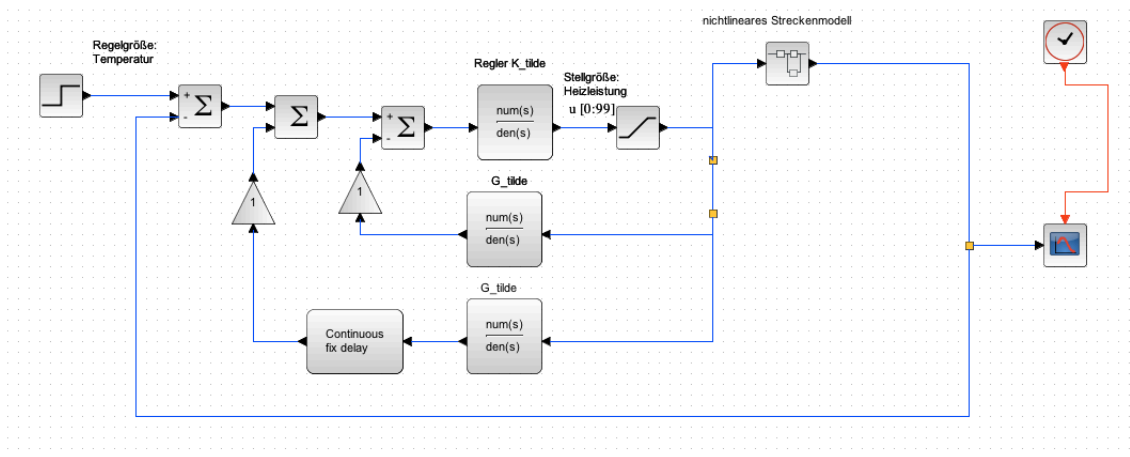 nichtlineares Streckenmodell
Regelgröße:
Temperatur
Regler K_tilde
Stellgröße:
Heizleistung
u [0:99]
+
-
Σ
Σ
+
-
Σ
num(s)
den(s)
1
1
G_tilde
num(s)
den(s)
G_tilde
num(s)
den(s)
Continuous
fix delay